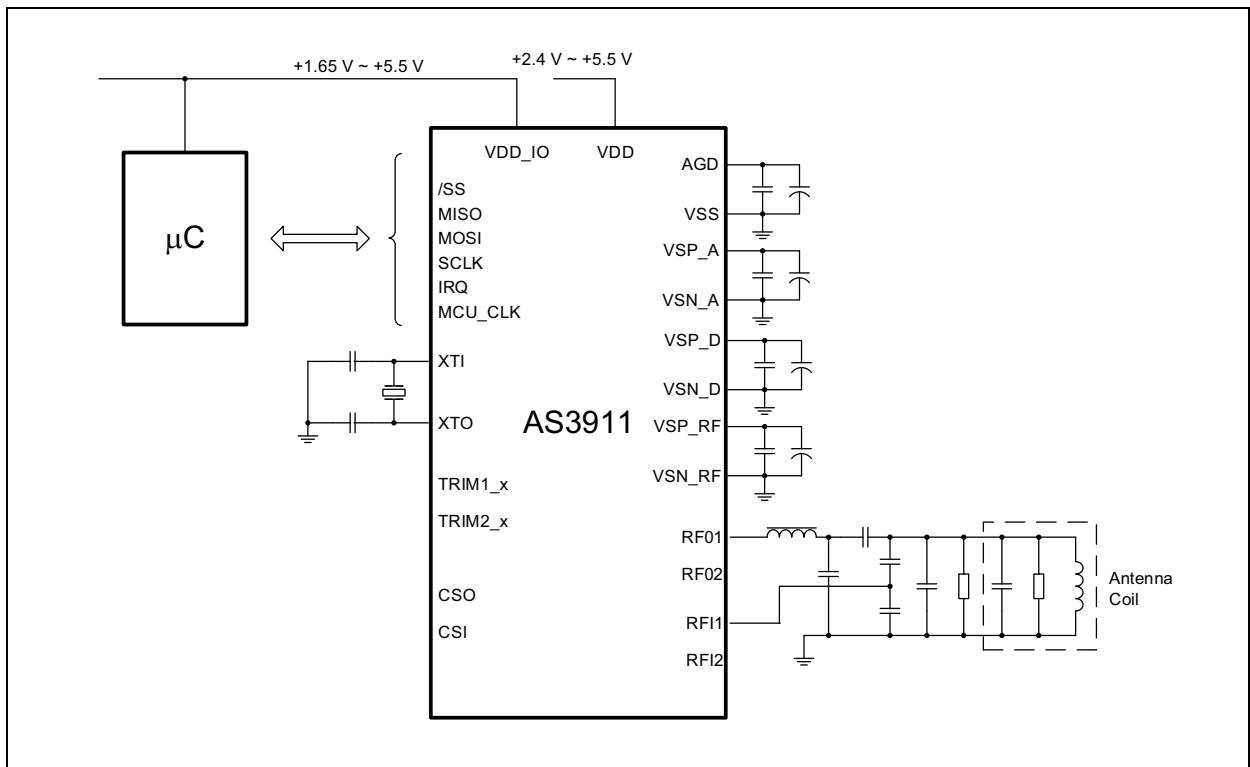 +1.65 V ~ +5.5 V
+2.4 V ~ +5.5 V
VDD_IO
VDD
μC
/SS
MISO
MOSI
SCLK
IRQ
MCU_CLK
XTI
XTO
TRIM1_x
TRIM2_x
CSO
CSI
AS3911
AGD
VSS
VSP_A
VSN_A
VSP_D
VSN_D
VSP_RF
VSN_RF
RF01
RF02
RFI1
RFI2
Antenna
Coil